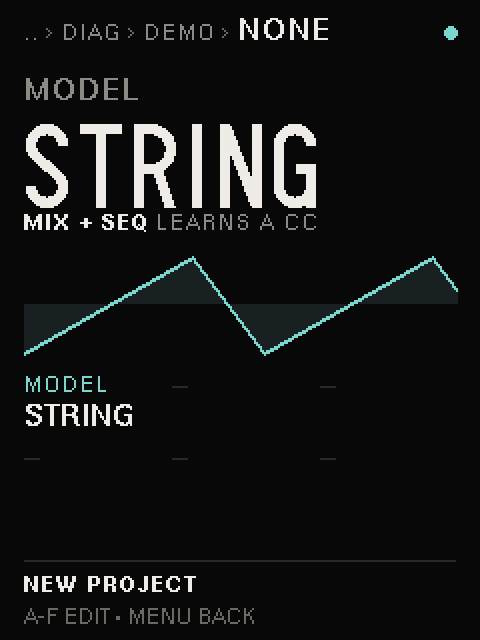 ..> DIAG > DEMO > NONE
MODEL
STRING
MIX + SEQ LEARNS A CC
MODEL — —
STRING
— — —
NEW PROJECT
A-F EDIT · MENU BACK